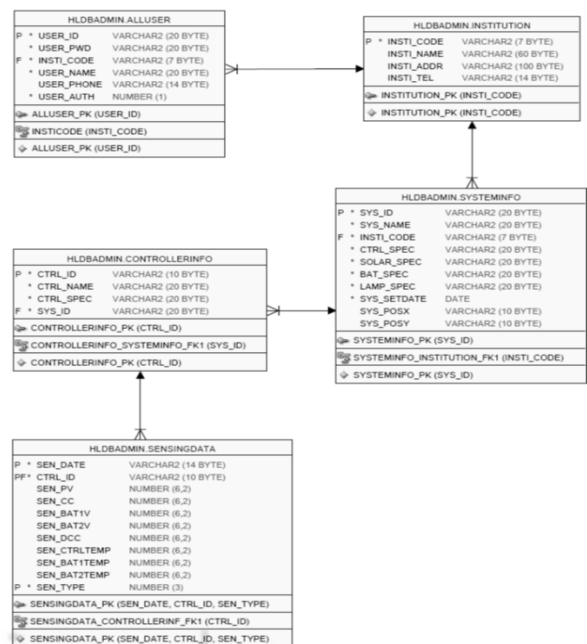 HLDBADMIN.ALLUSER
P * USER_ID VARCHAR2 (20 BYTE)
* USER_PWD VARCHAR2 (20 BYTE)
F * INSTI_CODE VARCHAR2 (7 BYTE)
* USER_NAME VARCHAR2 (20 BYTE)
USER_PHONE VARCHAR2 (14 BYTE)
* USER_AUTH NUMBER (1)
ALLUSER_PK (USER_ID)
INSTICODE (INSTI_CODE)
ALLUSER_PK (USER_ID)
HLDBADMIN.INSTITUTION
P * INSTI_CODE VARCHAR2 (7 BYTE)
INSTI_NAME VARCHAR2 (60 BYTE)
INSTI_ADDR VARCHAR2 (100 BYTE)
INSTI_TEL VARCHAR2 (14 BYTE)
INSTITUTION_PK (INSTI_CODE)
INSTITUTION_PK (INSTI_CODE)
HLDBADMIN.SYSTEMINFO
P * SYS_ID VARCHAR2 (20 BYTE)
* SYS_NAME VARCHAR2 (20 BYTE)
F * INSTI_CODE VARCHAR2 (7 BYTE)
* CTRL_SPEC VARCHAR2 (20 BYTE)
* SOLAR_SPEC VARCHAR2 (20 BYTE)
* BAT_SPEC VARCHAR2 (20 BYTE)
* LAMP_SPEC VARCHAR2 (20 BYTE)
* SYS_SETDATE DATE
SYS_POSX VARCHAR2 (10 BYTE)
SYS_POSY VARCHAR2 (10 BYTE)
SYSTEMINFO_PK (SYS_ID)
SYSTEMINFO_INSTITUTION_FK1 (INSTI_CODE)
SYSTEMINFO_PK (SYS_ID)
HLDBADMIN.CONTROLLERINFO
P * CTRL_ID VARCHAR2 (10 BYTE)
* CTRL_NAME VARCHAR2 (20 BYTE)
* CTRL_SPEC VARCHAR2 (20 BYTE)
F * SYS_ID VARCHAR2 (20 BYTE)
CONTROLLERINFO_PK (CTRL_ID)
CONTROLLERINFO_SYSTEMINFO_FK1 (SYS_ID)
CONTROLLERINFO_PK (CTRL_ID)
HLDBADMIN.SENSINGDATA
P * SEN_DATE VARCHAR2 (14 BYTE)
PF* CTRL_ID VARCHAR2 (10 BYTE)
SEN_PV NUMBER (6,2)
SEN_CC NUMBER (6,2)
SEN_BAT1V NUMBER (6,2)
SEN_BAT2V NUMBER (6,2)
SEN_DCC NUMBER (6,2)
SEN_CTRLTEMP NUMBER (6,2)
SEN_BAT1TEMP NUMBER (6,2)
SEN_BAT2TEMP NUMBER (6,2)
P * SEN_TYPE NUMBER (3)
SENSINGDATA_PK (SEN_DATE, CTRL_ID, SEN_TYPE)
SENSINGDATA_CONTROLLERINF_FK1 (CTRL_ID)
SENSINGDATA_PK (SEN_DATE, CTRL_ID, SEN_TYPE)